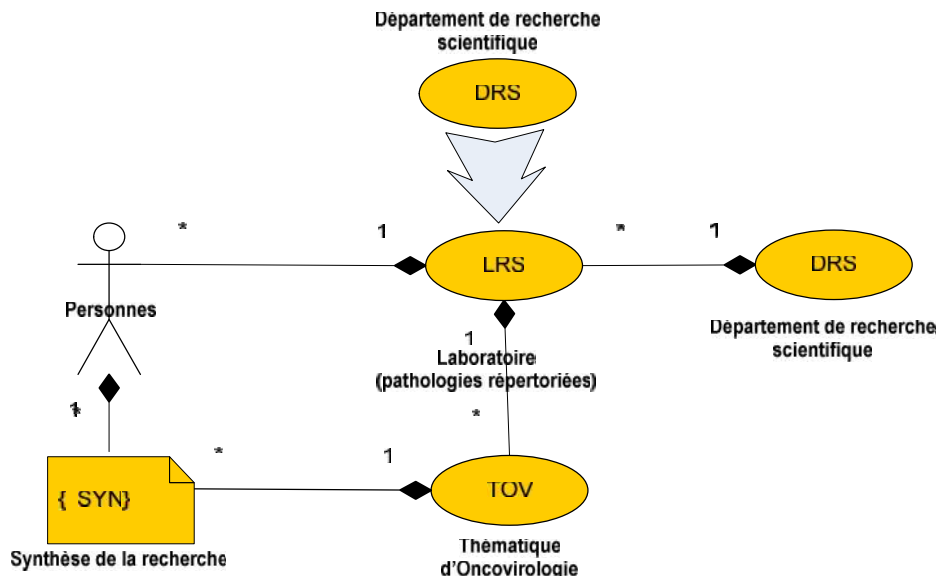 Département de recherche
scientifique
DRS
* 1 * 1
LRS
DRS
Personnes
Département de recherche
scientifique
1
Laboratoire
(pathologies répertoriées)
*
* 1
{ SYN}
TOV
Synthèse de la recherche
Thématique
d'Oncovirologie